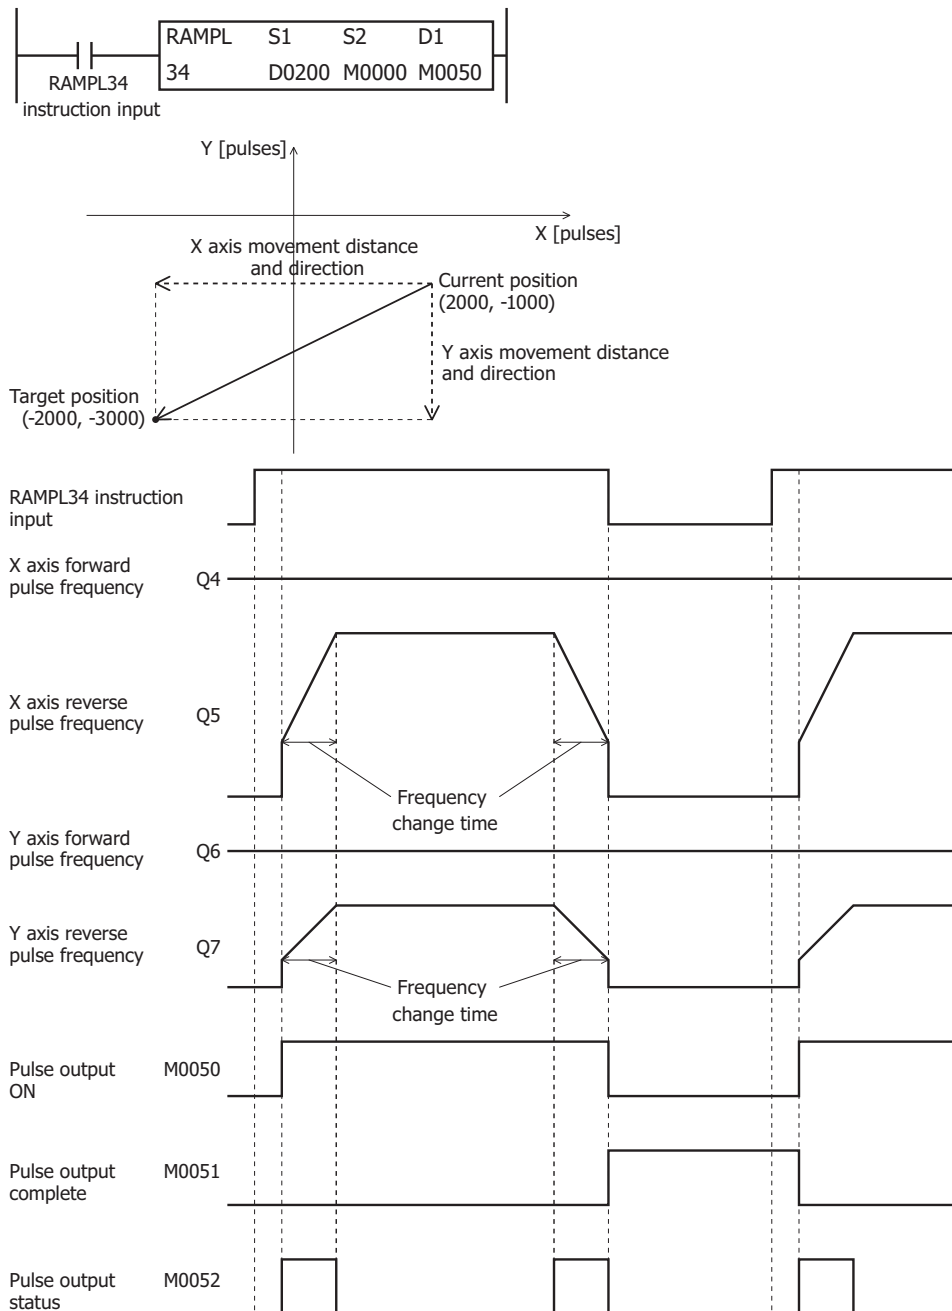 RAMPL S1 S2 D1
34 D0200 M0000 M0050
RAMPL34
instruction input
Y [pulses]
X [pulses]
X axis movement distance
and direction
Current position
(2000, -1000)
Y axis movement distance
and direction
Target position
(-2000, -3000)
RAMPL34 instruction
input
X axis forward
pulse frequency Q4
X axis reverse
pulse frequency Q5
Frequency
change time
Y axis forward
pulse frequency Q6
Y axis reverse
pulse frequency Q7
Frequency
change time
Pulse output M0050
ON
Pulse output M0051
complete
Pulse output M0052
status